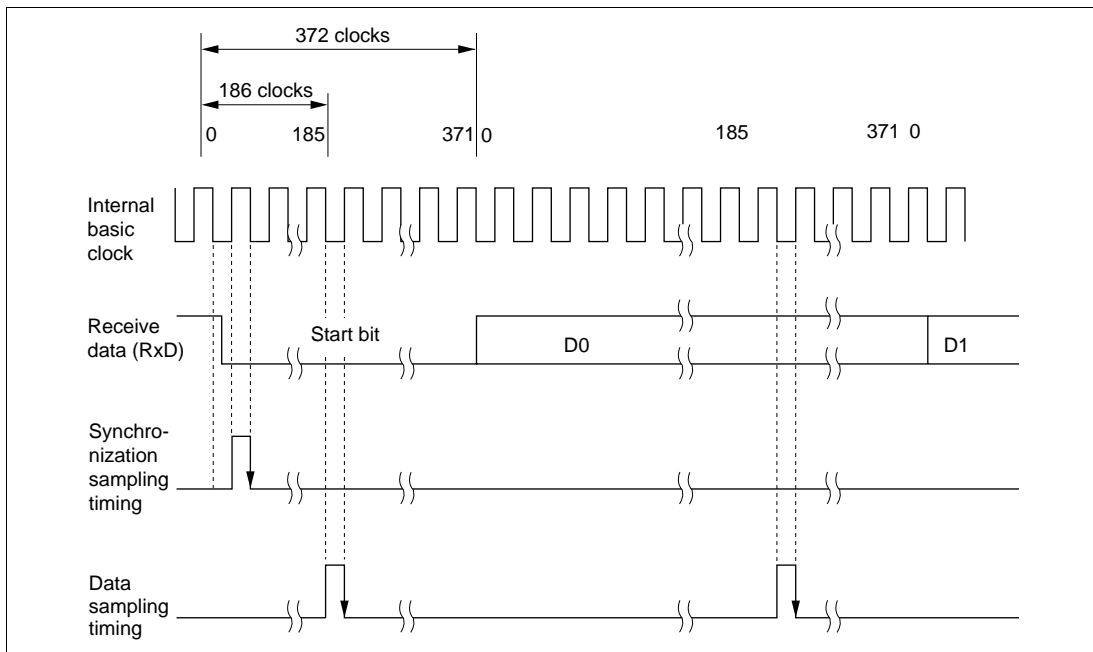 372 clocks
186 clocks
0 185 371 0 185 371 0
Internal
basic
clock
Receive
data (RxD)
Start bit
D0
D1
Synchro-
nization
sampling
timing
Data
sampling
timing